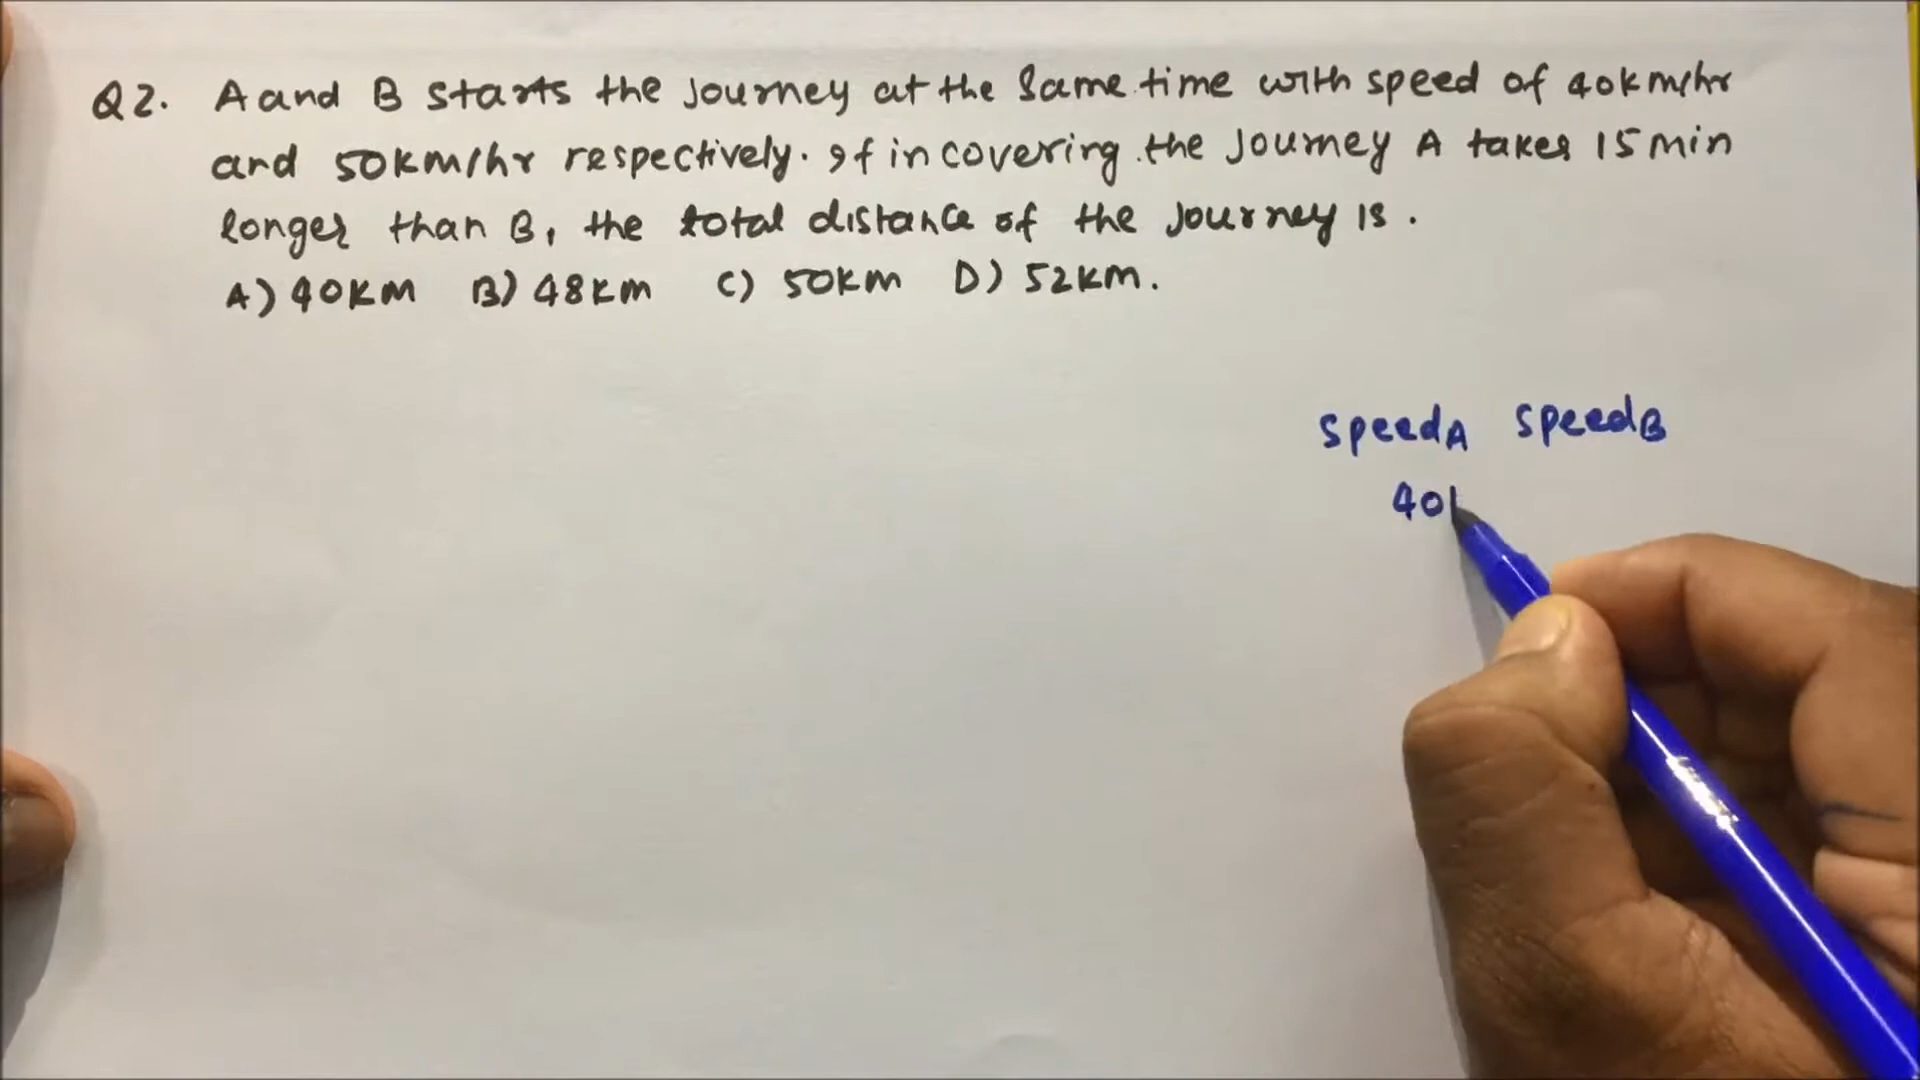 Q2. A and B starts the Journey at the same time with speed of 40km/hr
and 50km/hr respectively. If in covering the Journey A takes 15 min
longer than B, the total distance of the Journey is.
A) 40KM B) 48KM C) 50KM D) 52KM.
SpeedA SpeedB
40